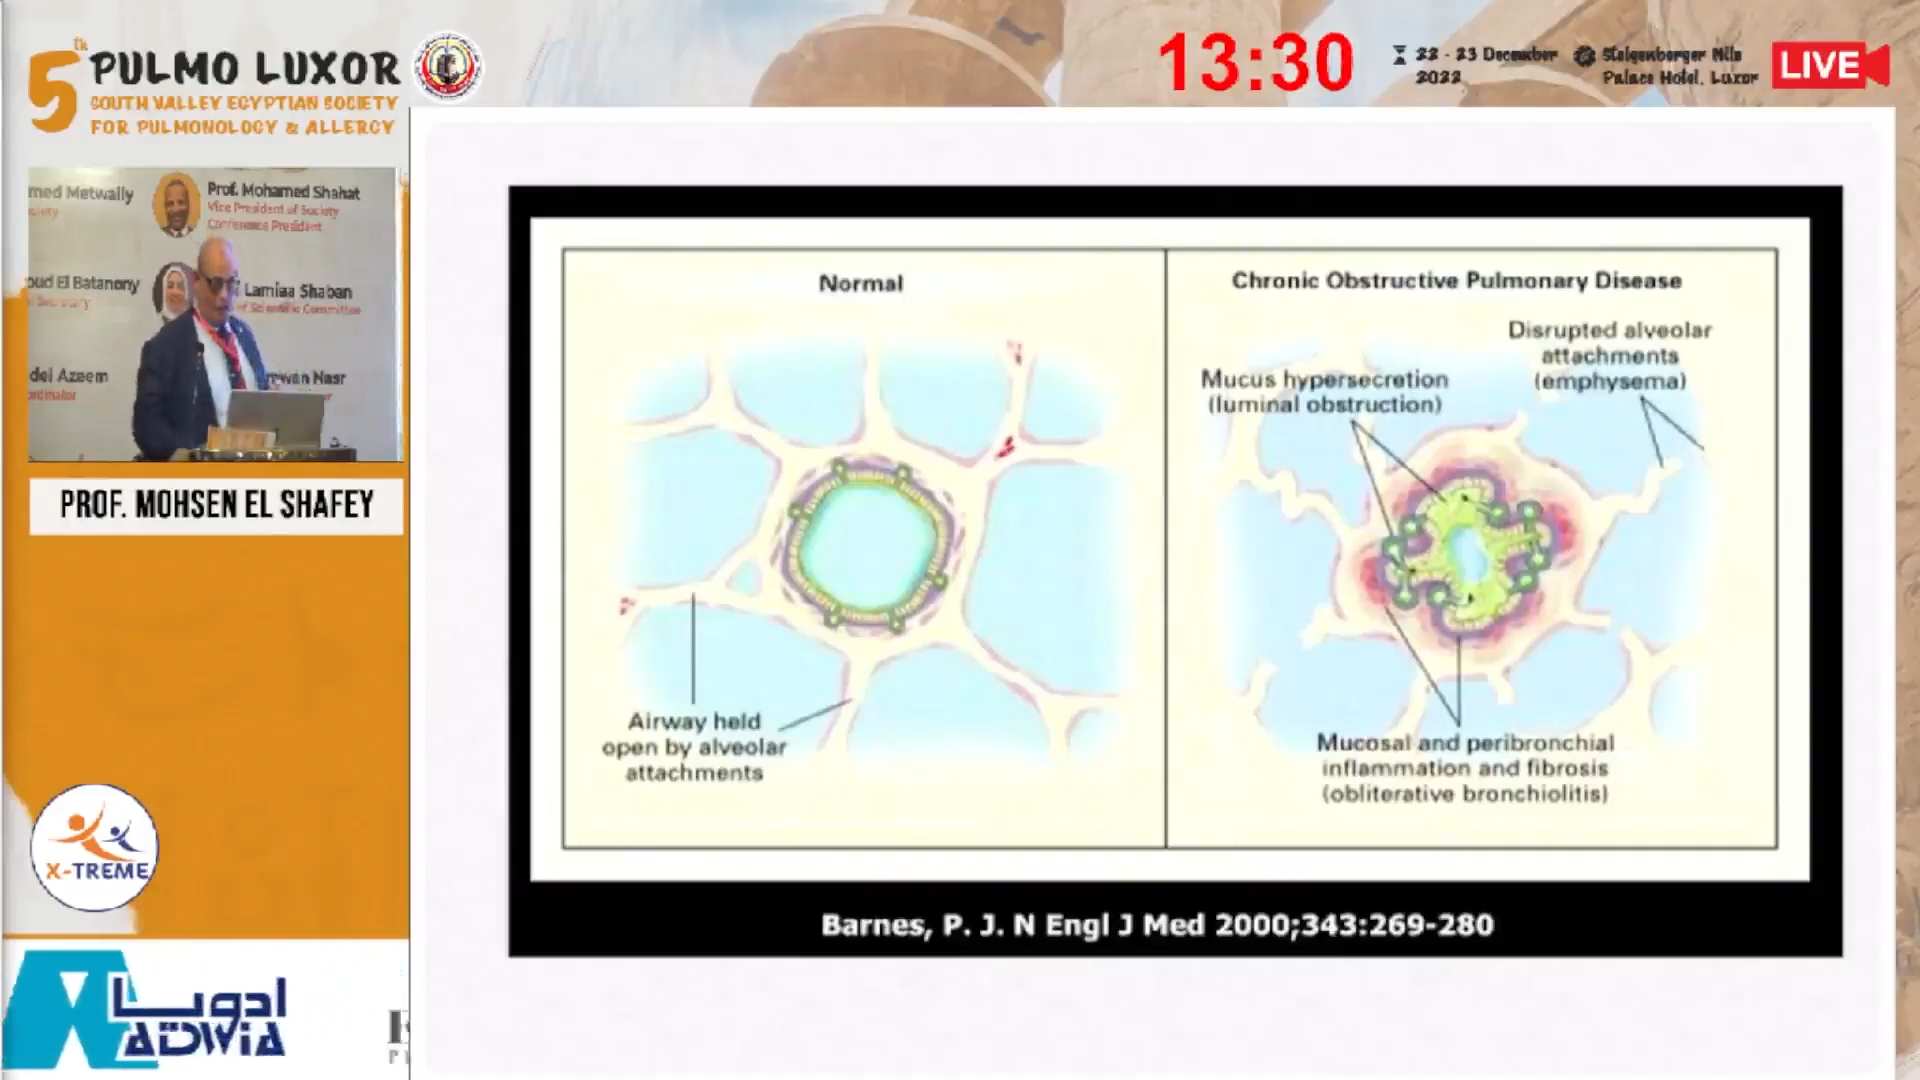 5th PULMO LUXOR
SOUTH VALLEY EGYPTIAN SOCIETY
FOR PULMONOLOGY & ALLERGY
13:30
22 - 23 December
2022
Steigenberger Nile
Palace Hotel, Luxor
LIVE
med Metwally
Prof. Mohamed Shahat
Vice President of Society
Conference President
oud El Batanony
Secretary
Lamiaa Shaban
of Scientific Committee
del Azeem
ordinator
rwan Nasr
PROF. MOHSEN EL SHAFEY
X-TREME
ادويا
ADWIA
Normal
Airway held
open by alveolar
attachments
Chronic Obstructive Pulmonary Disease
Disrupted alveolar
attachments
(emphysema)
Mucus hypersecretion
(luminal obstruction)
Mucosal and peribronchial
inflammation and fibrosis
(obliterative bronchiolitis)
Barnes, P. J. N Engl J Med 2000;343:269-280